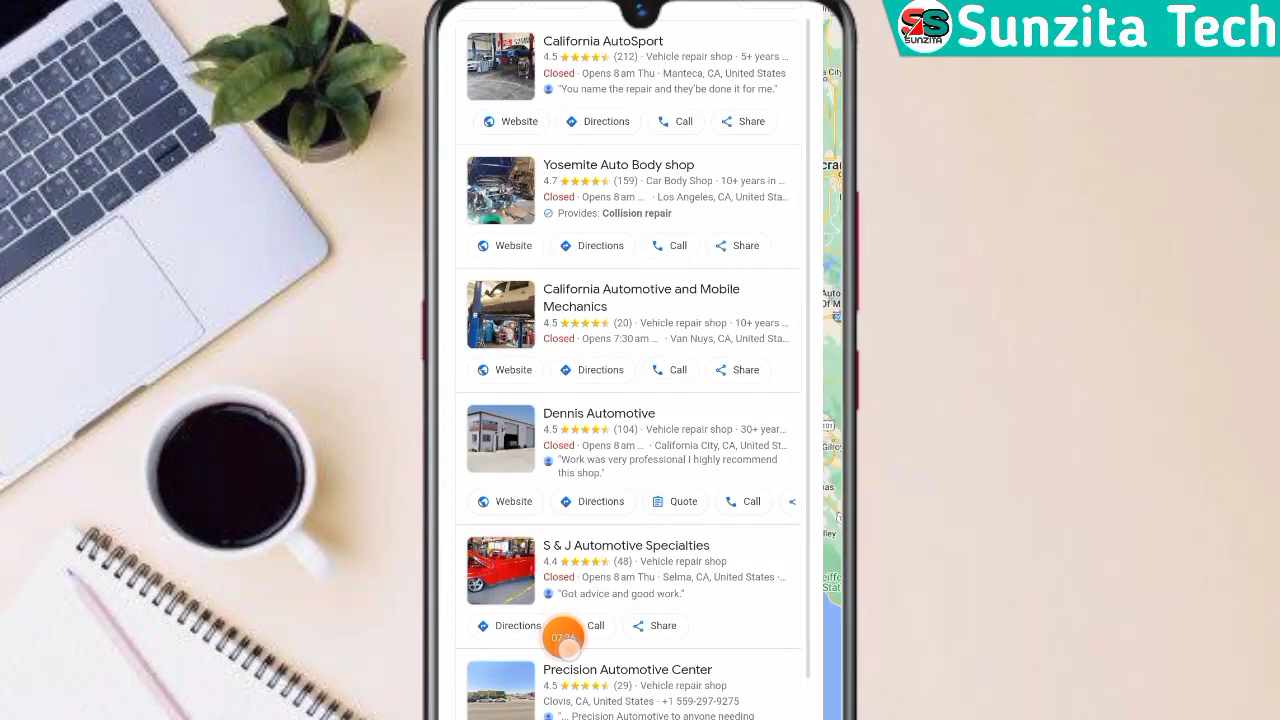 SS
SUNZITA
Sunzita Tech
California AutoSport
4.5 (212) · Vehicle repair shop · 5+ years ...
Closed · Opens 8 am Thu · Manteca, CA, United States
"You name the repair and they'be done it for me."
Website Directions Call Share
Yosemite Auto Body shop
4.7 (159) · Car Body Shop · 10+ years in ...
Closed · Opens 8 am ... · Los Angeles, CA, United Sta...
Provides: Collision repair
Website Directions Call Share
California Automotive and Mobile
Mechanics
4.5 (20) · Vehicle repair shop · 10+ years ...
Closed · Opens 7:30 am ... · Van Nuys, CA, United Sta...
Website Directions Call Share
Dennis Automotive
4.5 (104) · Vehicle repair shop · 30+ year...
Closed · Opens 8 am ... · California City, CA, United St...
"Work was very professional I highly recommend
this shop."
Website Directions Quote Call
S & J Automotive Specialties
4.4 (48) · Vehicle repair shop
Closed · Opens 8 am Thu · Selma, CA, United States ·...
"Got advice and good work."
Directions Call Share
Precision Automotive Center
4.5 (29) · Vehicle repair shop
Clovis, CA, United States · +1 559-297-9275
"... Precision Automotive to anyone needing